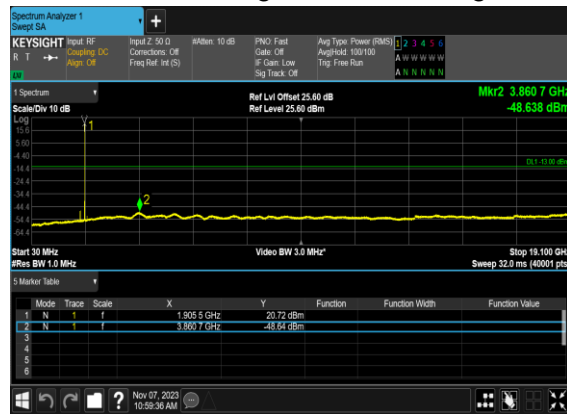 Spectrum Analyzer 1
Swept SA
+
KEYSIGHT Input: RF Input Z: 50 Ω #Atten: 10 dB PNO: Fast Avg Type: Power (RMS) 1 2 3 4 5 6
R T Coupling: DC Corrections: Off Gate: Off Avg|Hold: 100/100 A W W W W W
Align: Off Freq Ref: Int (S) IF Gain: Low Trig: Free Run
LW Sig Track: Off A N N N N N
1 Spectrum Ref Lvl Offset 25.60 dB Mkr2 3.860 7 GHz
Scale/Div 10 dB Ref Level 25.60 dBm -48.638 dBm
Log
15.6
5.60
-4.40
DL1 -13.00 dBm
-14.4
-24.4
-34.4
-44.4
-54.4
-64.4
1
2
Start 30 MHz Video BW 3.0 MHz* Stop 19.100 GHz
#Res BW 1.0 MHz Sweep 32.0 ms (40001 pts)
5 Marker Table
Mode Trace Scale X Y Function Function Width Function Value
1 N 1 f 1.905 5 GHz 20.72 dBm
2 N 1 f 3.860 7 GHz -48.64 dBm
3
4
5
6
? Nov 07, 2023
10:59:36 AM